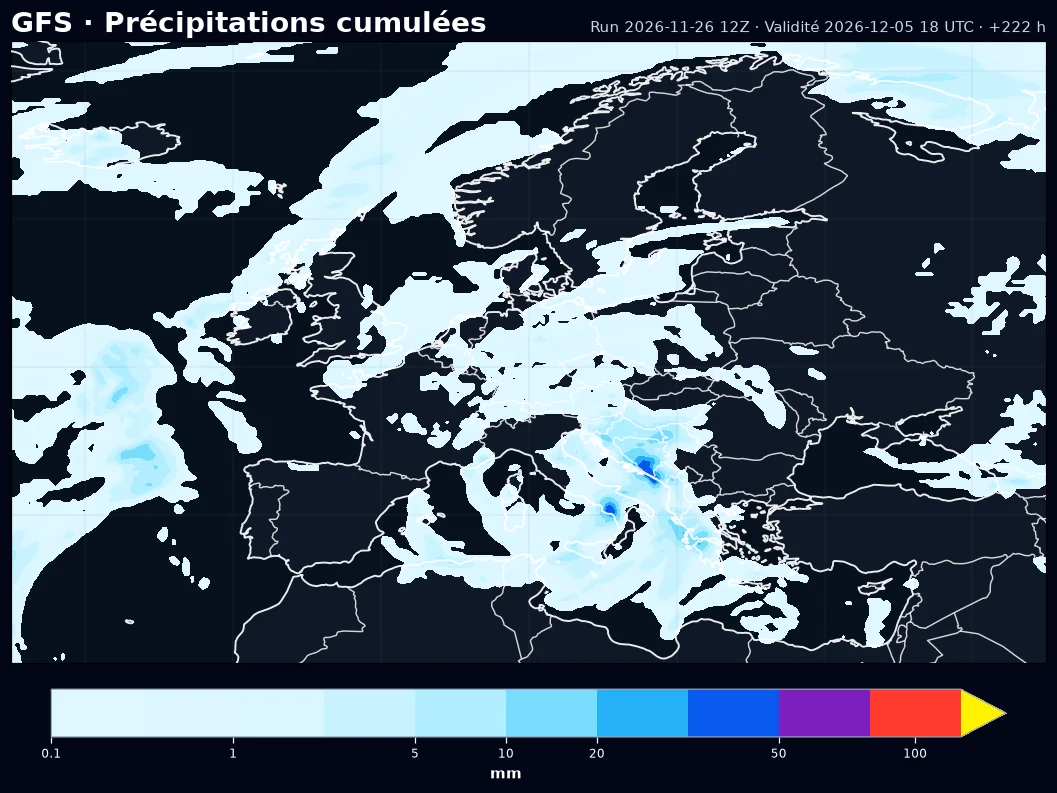 GFS · Précipitations cumulées
Run 2026-11-26 12Z · Validité 2026-12-05 18 UTC · +222 h
0.1 1 5 10 20 50 100
mm